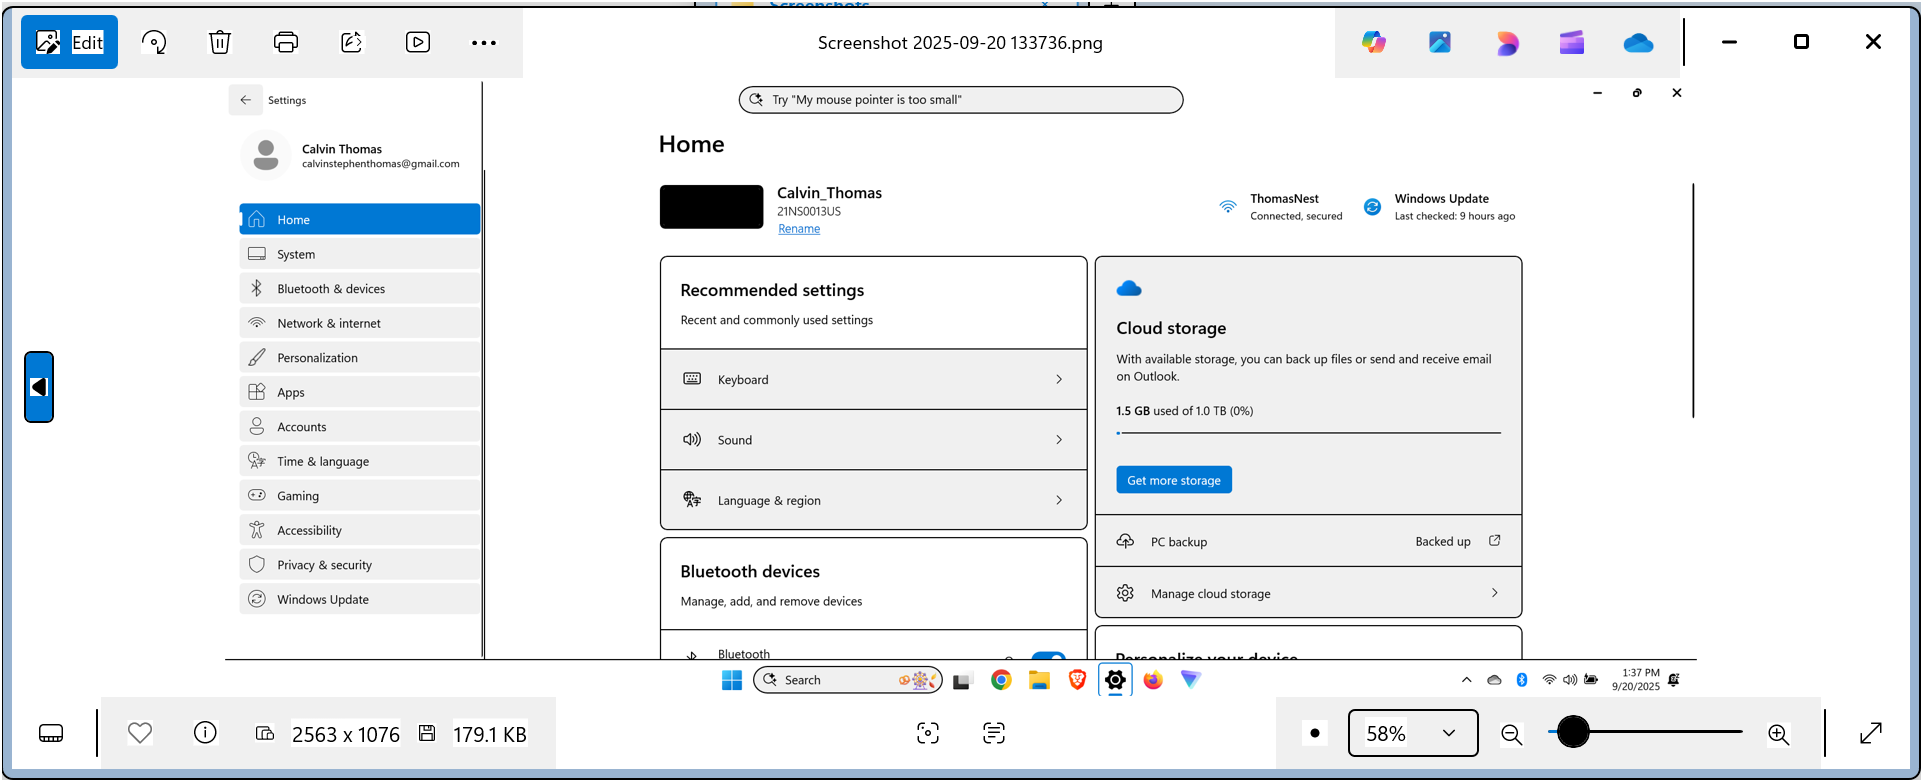 Screenshots
Edit
Screenshot 2025-09-20 133736.png
Settings
Try "My mouse pointer is too small"
Calvin Thomas
calvinstephenthomas@gmail.com
Home
System
Bluetooth & devices
Network & internet
Personalization
Apps
Accounts
Time & language
Gaming
Accessibility
Privacy & security
Windows Update
Home
Calvin_Thomas
21NS0013US
Rename
ThomasNest
Connected, secured
Windows Update
Last checked: 9 hours ago
Recommended settings
Recent and commonly used settings
Keyboard
Sound
Language & region
Bluetooth devices
Manage, add, and remove devices
Bluetooth
Cloud storage
With available storage, you can back up files or send and receive email
on Outlook.
1.5 GB used of 1.0 TB (0%)
Get more storage
PC backup
Backed up
Manage cloud storage
Personalize your device
Search
1:37 PM
9/20/2025
2563 x 1076
179.1 KB
58%